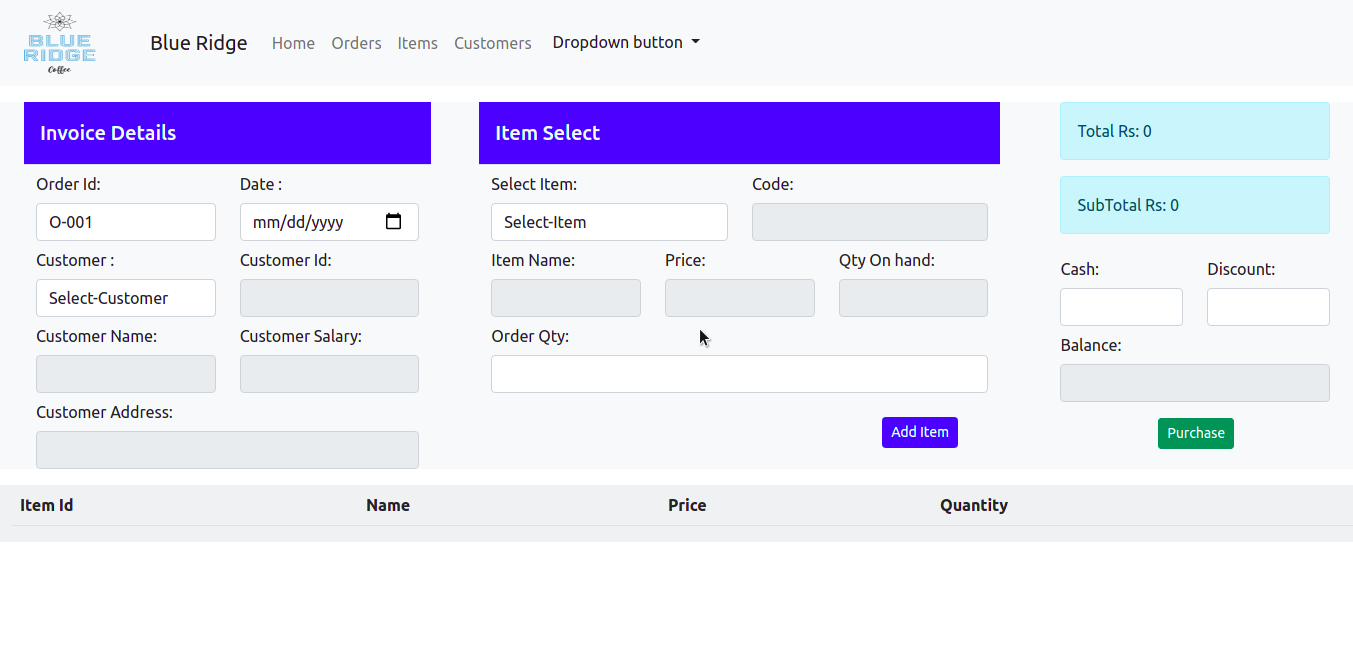 BLUE
RIDGE
Coffee
Blue Ridge Home Orders Items Customers Dropdown button
Invoice Details
Order Id: Date :
O-001 mm/dd/yyyy
Customer : Customer Id:
Select-Customer
Customer Name: Customer Salary:
Customer Address:
Item Select
Select Item: Code:
Select-Item
Item Name: Price: Qty On hand:
Order Qty:
Add Item
Total Rs: 0
SubTotal Rs: 0
Cash: Discount:
Balance:
Purchase
Item Id Name Price Quantity